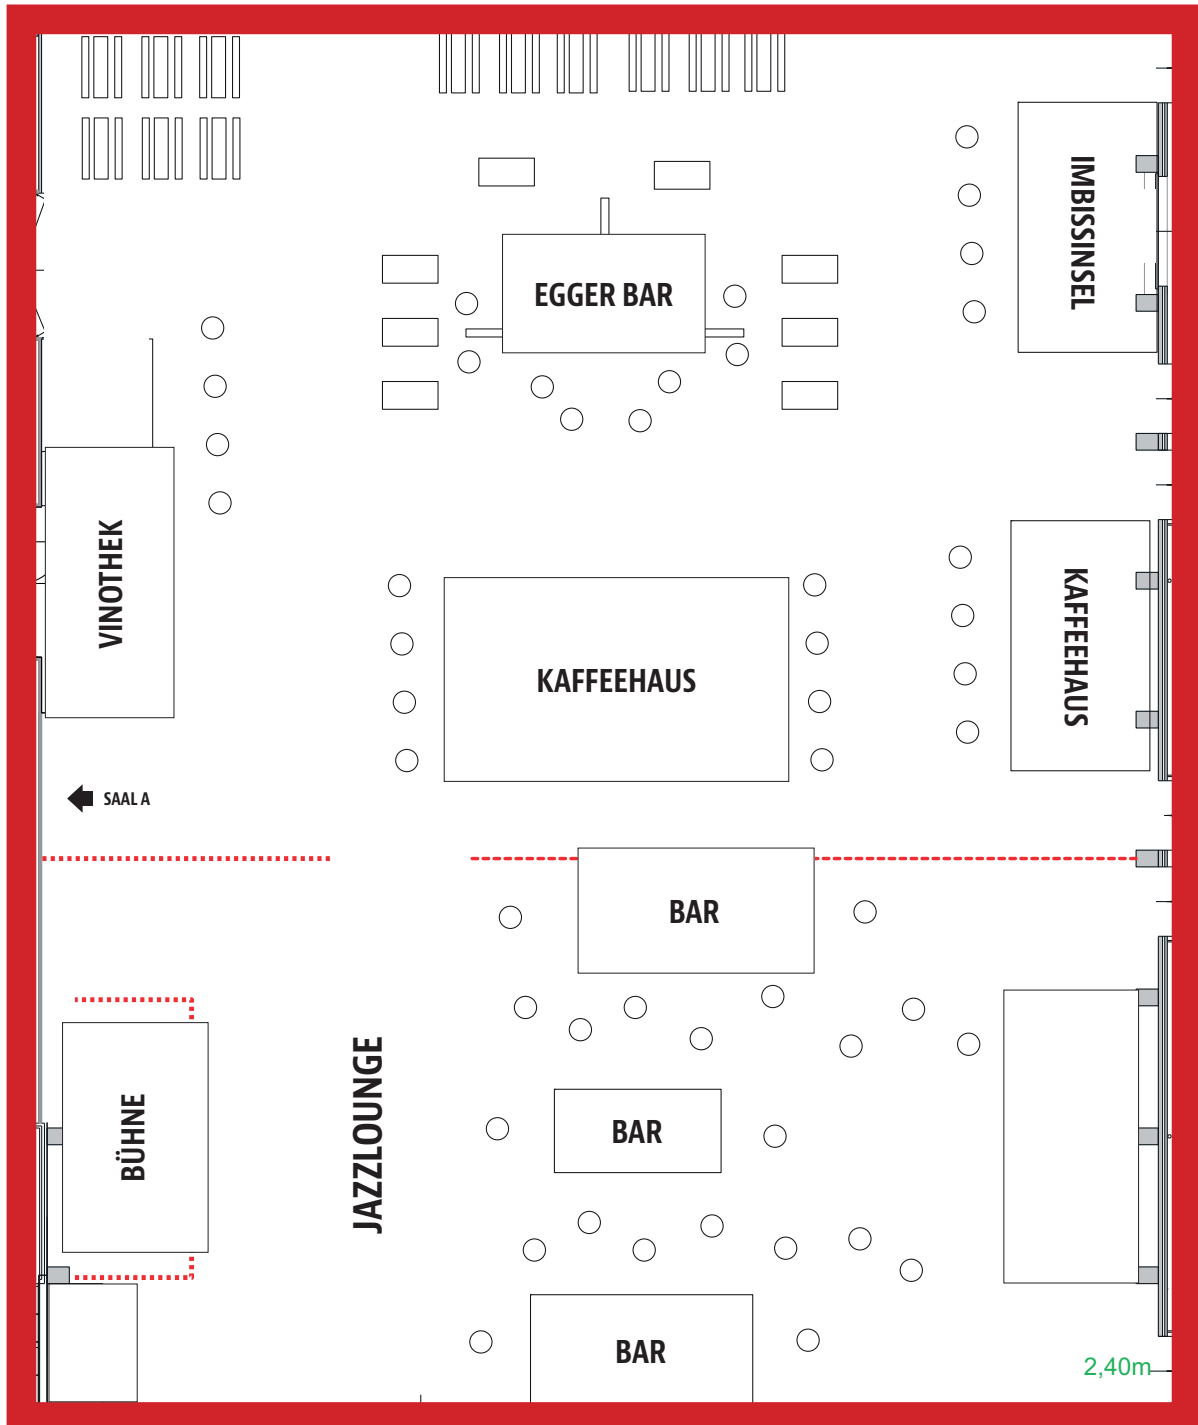 IMBISSINSEL
EGGER BAR
VINOTHEK
KAFFEEHAUS
KAFFEEHAUS
SAAL A
BAR
JAZZLOUNGE
BÜHNE
BAR
BAR
2,40m